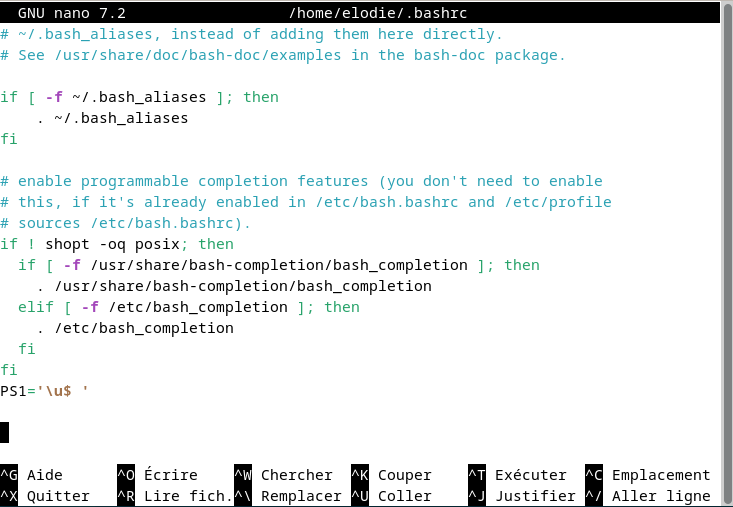 GNU nano 7.2 /home/elodie/.bashrc
# ~/.bash_aliases, instead of adding them here directly.
# See /usr/share/doc/bash-doc/examples in the bash-doc package.
if [ -f ~/.bash_aliases ]; then
    . ~/.bash_aliases
fi
# enable programmable completion features (you don't need to enable
# this, if it's already enabled in /etc/bash.bashrc and /etc/profile
# sources /etc/bash.bashrc).
if ! shopt -oq posix; then
  if [ -f /usr/share/bash-completion/bash_completion ]; then
    . /usr/share/bash-completion/bash_completion
  elif [ -f /etc/bash_completion ]; then
    . /etc/bash_completion
  fi
fi
PS1='\u$ '
^G Aide ^O Écrire ^W Chercher ^K Couper ^T Exécuter ^C Emplacement
^X Quitter ^R Lire fich. ^\ Remplacer ^U Coller ^J Justifier ^/ Aller ligne